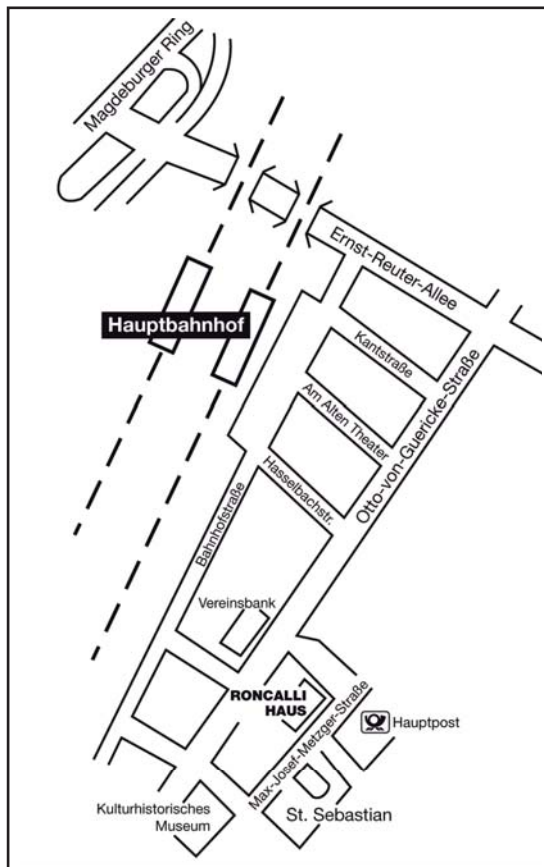 Magdeburger Ring
Ernst-Reuter-Allee
Hauptbahnhof
Kantstraße
Am Alten Theater
Otto-von-Guericke-Straße
Hasselbachstr.
Bahnhofstraße
Vereinsbank
RONCALLI
HAUS
Max-Josef-Metzger-Straße
Hauptpost
Kulturhistorisches
Museum
St. Sebastian